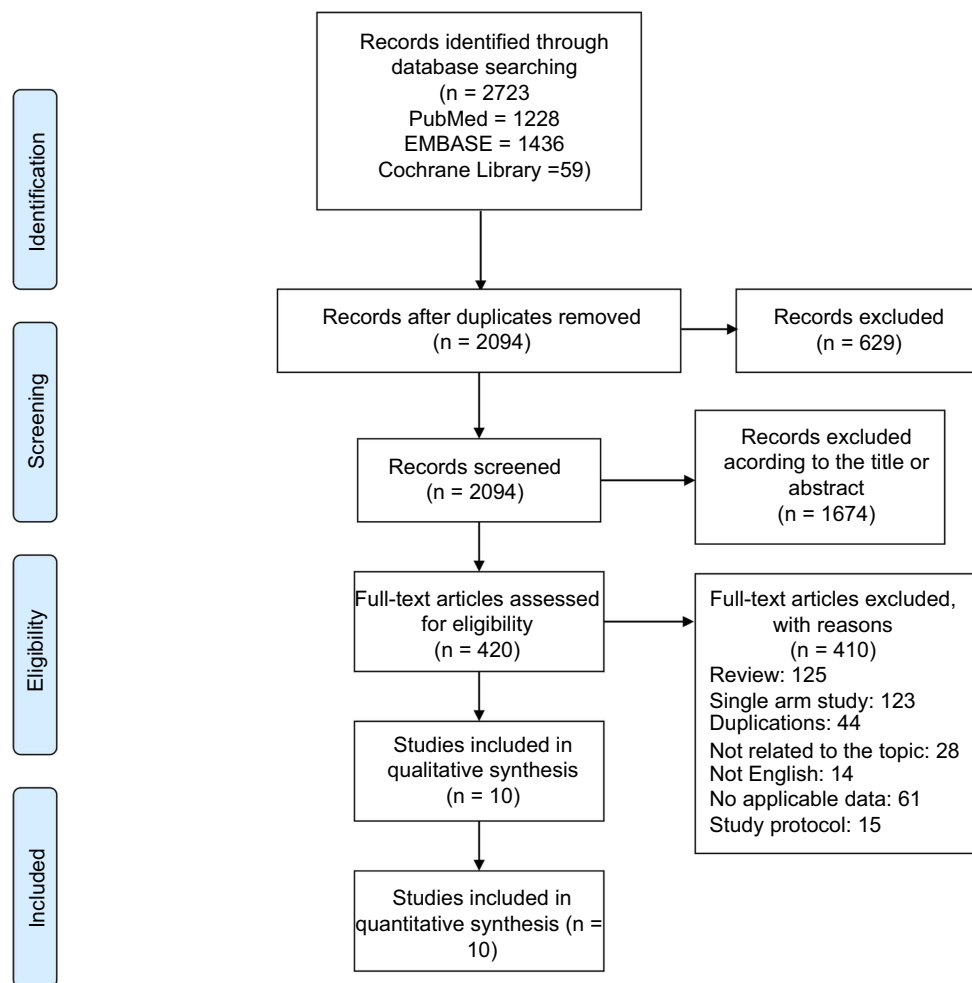 Identification
Records identified through
database searching
(n = 2723
PubMed = 1228
EMBASE = 1436
Cochrane Library =59)
Records after duplicates removed
(n = 2094)
Records excluded
(n = 629)
Screening
Records screened
(n = 2094)
Records excluded
acording to the title or
abstract
(n = 1674)
Eligibility
Full-text articles assessed
for eligibility
(n = 420)
Full-text articles excluded,
with reasons
(n = 410)
Review: 125
Single arm study: 123
Duplications: 44
Not related to the topic: 28
Not English: 14
No applicable data: 61
Study protocol: 15
Studies included in
qualitative synthesis
(n = 10)
Included
Studies included in
quantitative synthesis (n =
10)